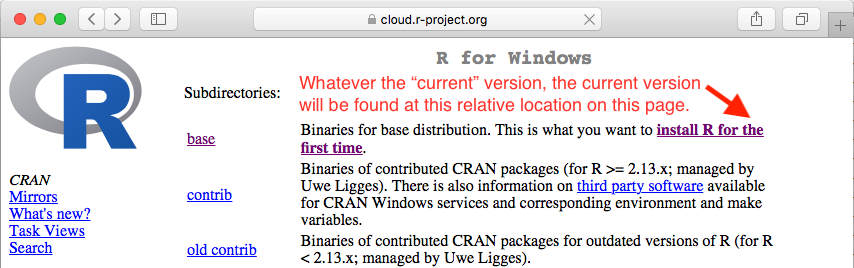 cloud.r-project.org
R
R for Windows
Subdirectories:
Whatever the “current” version, the current version
will be found at this relative location on this page.
base
Binaries for base distribution. This is what you want to install R for the
first time.
contrib
Binaries of contributed CRAN packages (for R >= 2.13.x; managed by
Uwe Ligges). There is also information on third party software available
for CRAN Windows services and corresponding environment and make
variables.
old contrib
Binaries of contributed CRAN packages for outdated versions of R (for R
< 2.13.x; managed by Uwe Ligges).
CRAN
Mirrors
What's new?
Task Views
Search